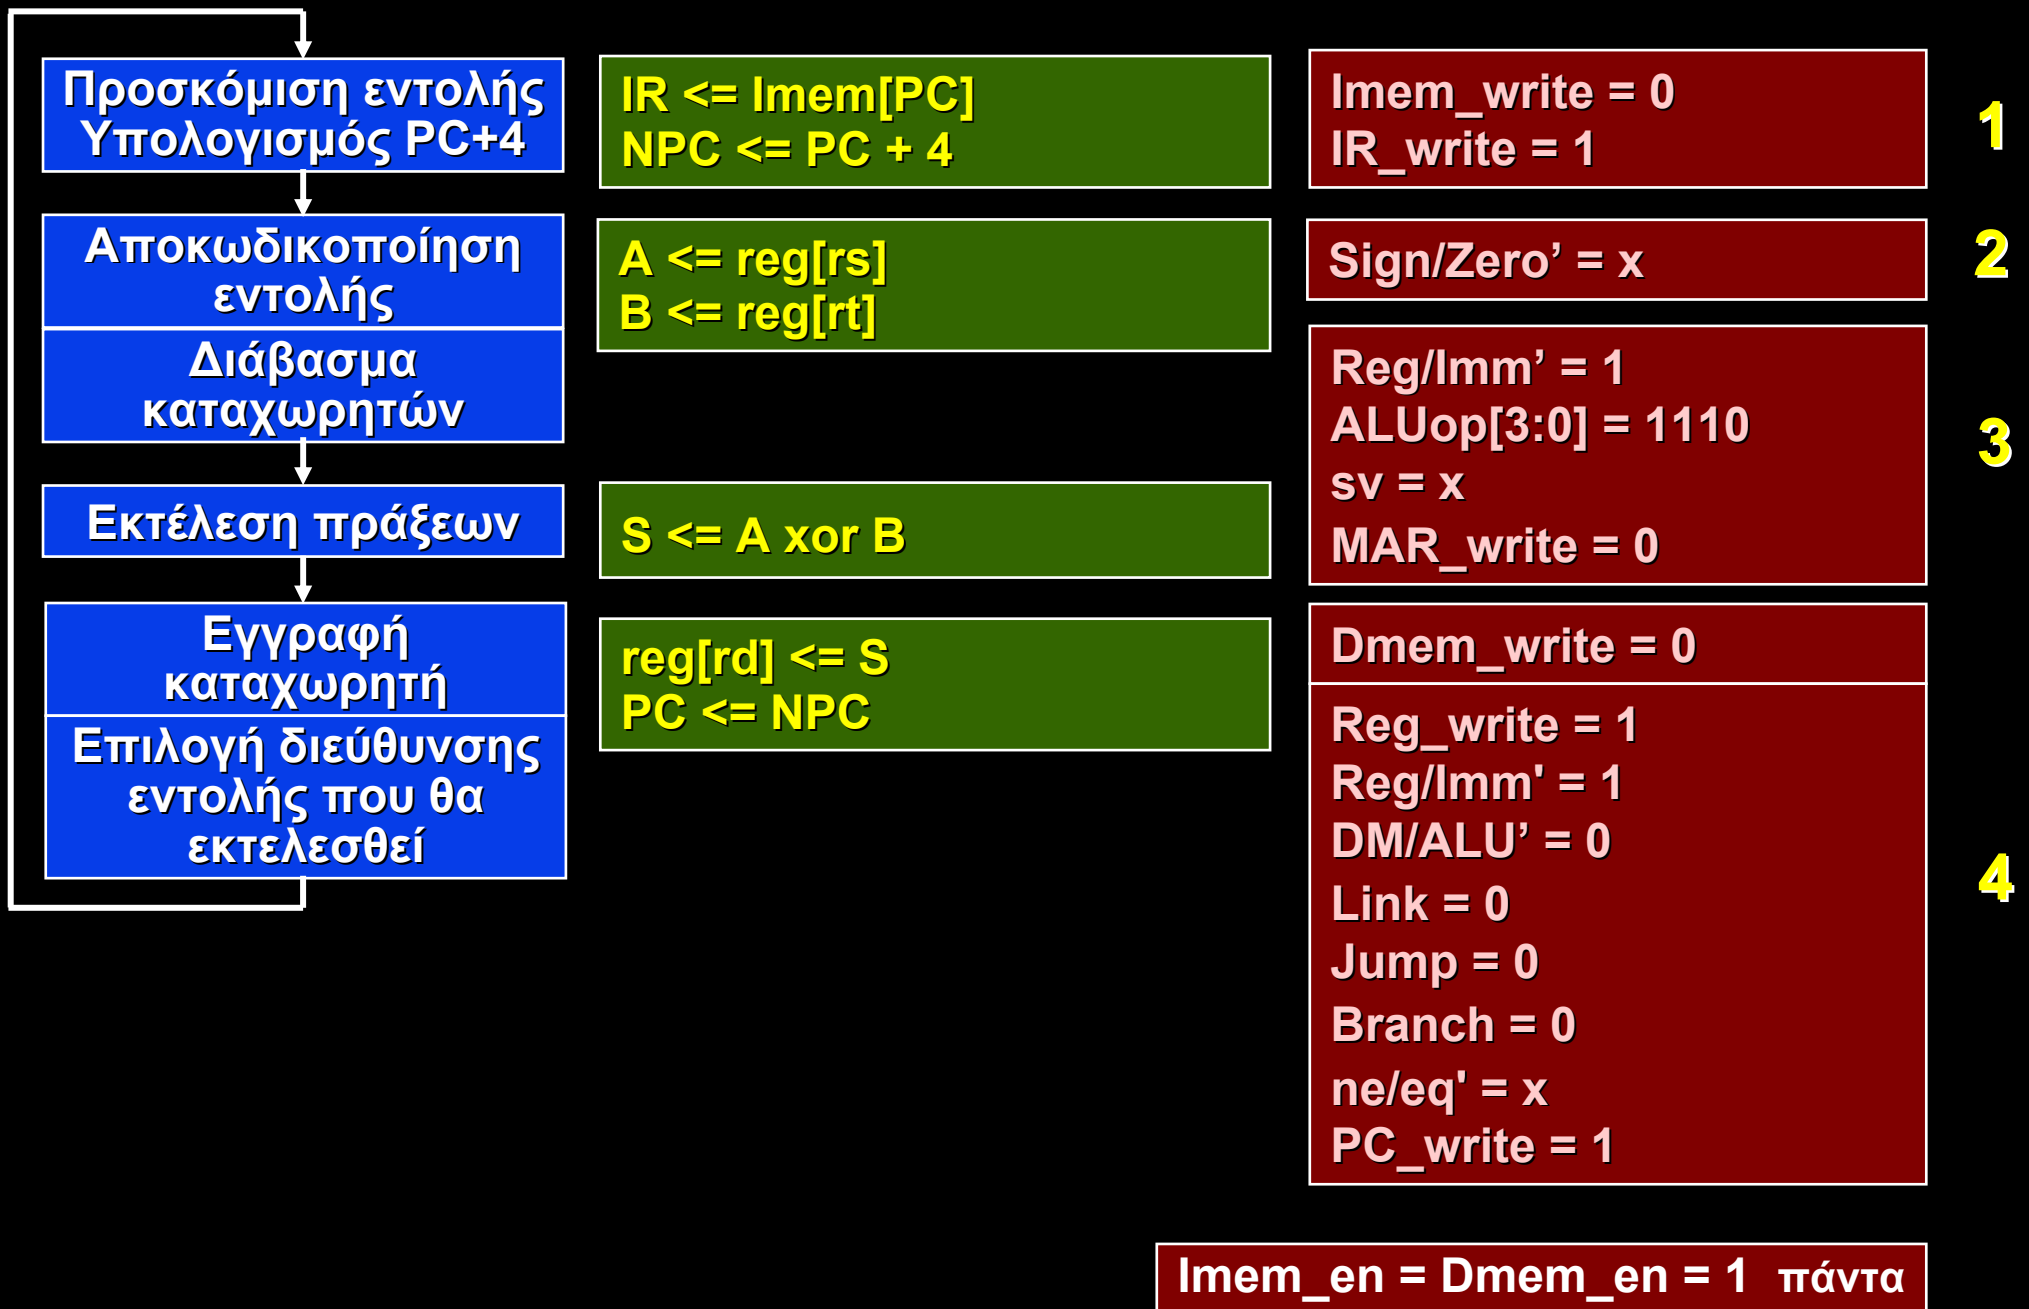 Προσκόμιση εντολής
Υπολογισμός PC+4
IR <= Imem[PC]
NPC <= PC + 4
Imem_write = 0
IR_write = 1
1
Αποκωδικοποίηση
εντολής
Διάβασμα
καταχωρητών
A <= reg[rs]
B <= reg[rt]
Sign/Zero’ = x
2
Reg/Imm’ = 1
ALUop[3:0] = 1110
sv = x
MAR_write = 0
3
Εκτέλεση πράξεων
S <= A xor B
Εγγραφή
καταχωρητή
Επιλογή διεύθυνσης
εντολής που θα
εκτελεσθεί
reg[rd] <= S
PC <= NPC
Dmem_write = 0
Reg_write = 1
Reg/Imm' = 1
DM/ALU’ = 0
Link = 0
Jump = 0
Branch = 0
ne/eq' = x
PC_write = 1
4
Imem_en = Dmem_en = 1 πάντα